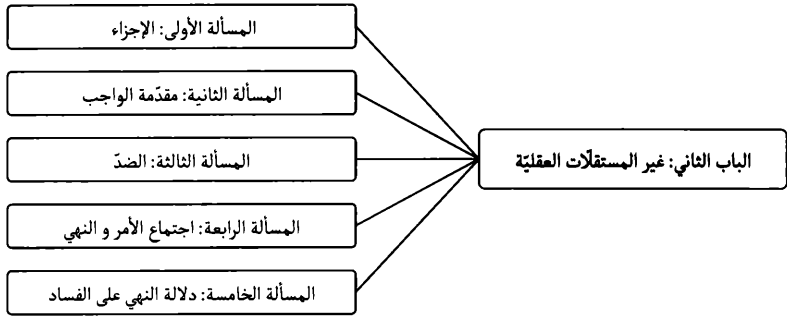 الباب الثاني: غير المستقلّات العقليّة
المسألة الأولى: الإجزاء
المسألة الثانية: مقدّمة الواجب
المسألة الثالثة: الضدّ
المسألة الرابعة: اجتماع الأمر و النهي
المسألة الخامسة: دلالة النهي على الفساد